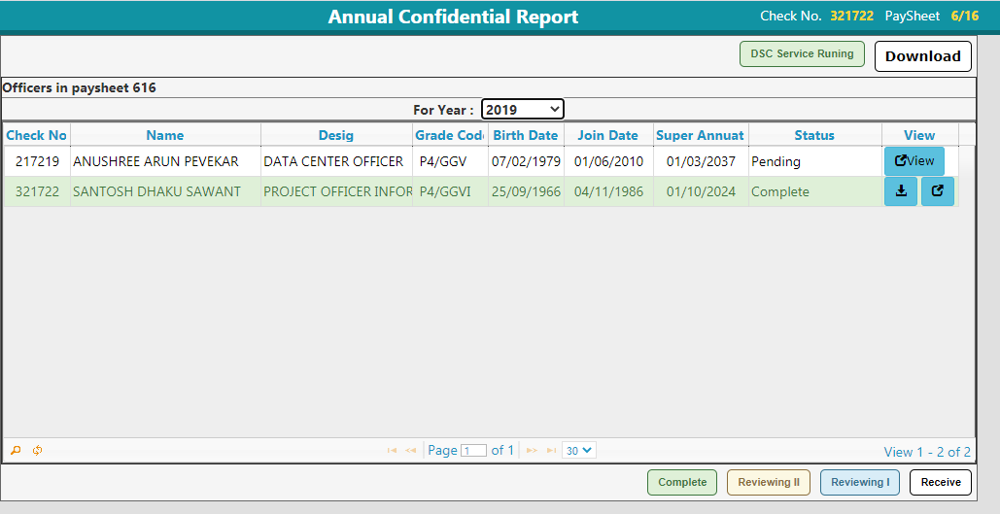 Annual Confidential Report
Check No. 321722 PaySheet 6/16
DSC Service Runing
Download
Officers in paysheet 616
For Year : 2019
Check No Name Desig Grade Code Birth Date Join Date Super Annuat Status View
217219 ANUSHREE ARUN PEVEKAR DATA CENTER OFFICER P4/GGV 07/02/1979 01/06/2010 01/03/2037 Pending View
321722 SANTOSH DHAKU SAWANT PROJECT OFFICER INFOR P4/GGVI 25/09/1966 04/11/1986 01/10/2024 Complete
Page 1 of 1 30 View 1 - 2 of 2
Complete Reviewing II Reviewing I Receive